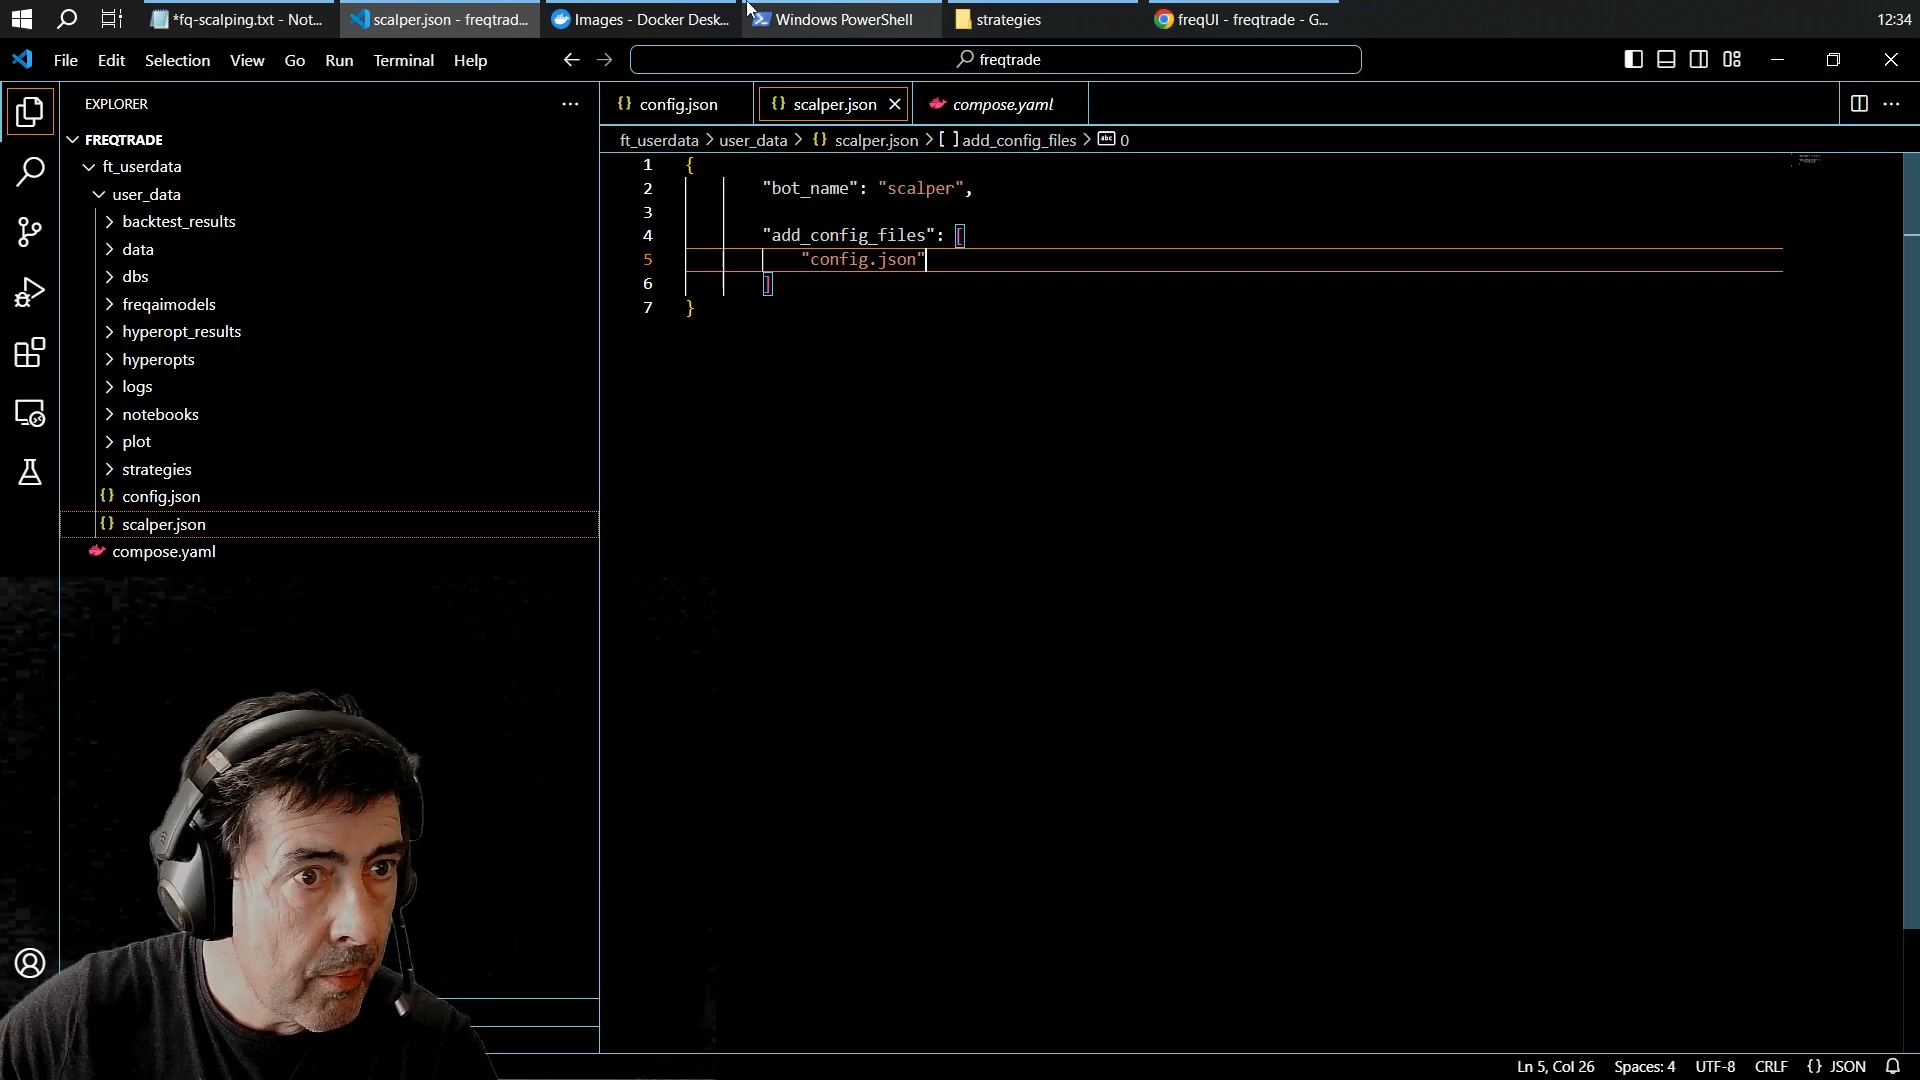 *fq-scalping.txt - Not...
scalper.json - freqtrad...
Images - Docker Desk...
Windows PowerShell
strategies
freqUI - freqtrade - G...
12:34
File Edit Selection View Go Run Terminal Help
freqtrade
EXPLORER
{} config.json
{} scalper.json
compose.yaml
ft_userdata > user_data > {} scalper.json > [ ] add_config_files > abc 0
FREQTRADE
ft_userdata
user_data
backtest_results
data
dbs
freqaimodels
hyperopt_results
hyperopts
logs
notebooks
plot
strategies
{} config.json
{} scalper.json
compose.yaml
1 {
2 "bot_name": "scalper",
3
4 "add_config_files": [
5 "config.json"
6 ]
7 }
Ln 5, Col 26 Spaces: 4 UTF-8 CRLF {} JSON